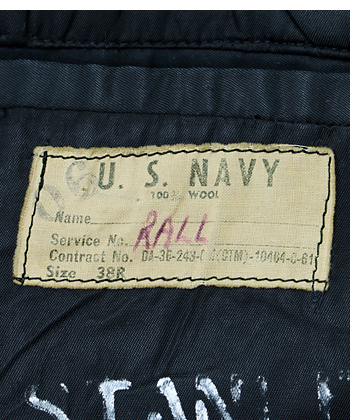 U. S. NAVY
100% WOOL
Name
Service No. RALL
Contract No.
Size 38R